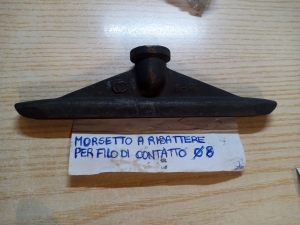 MORSETTO A RIBATTERE
PER FILO DI CONTATTO Ø8